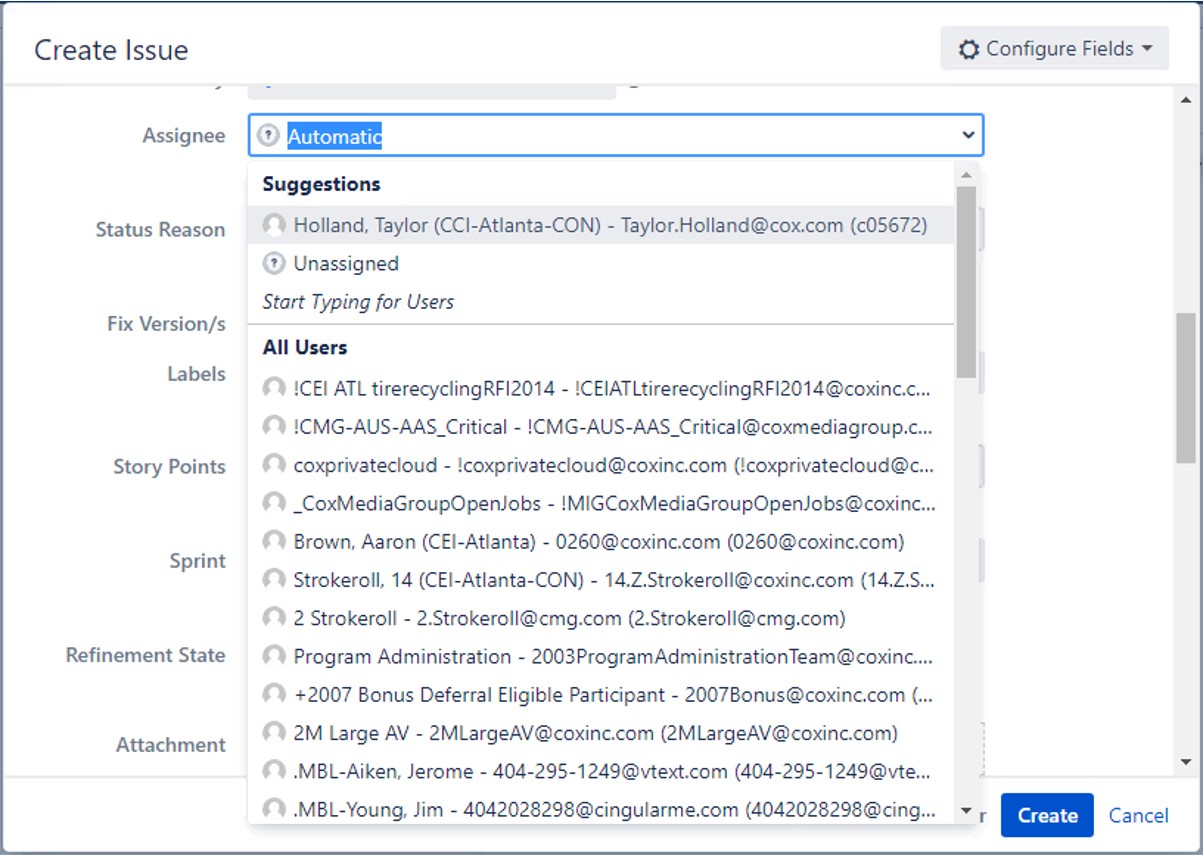 Create Issue
Configure Fields
Assignee
Automatic
Suggestions
Holland, Taylor (CCI-Atlanta-CON) - Taylor.Holland@cox.com (c05672)
Status Reason
Unassigned
Start Typing for Users
Fix Version/s
All Users
Labels
!CEI ATL tirerecyclingRFI2014 - !CEIATLtirerecyclingRFI2014@coxinc.c...
!CMG-AUS-AAS_Critical - !CMG-AUS-AAS_Critical@coxmediagroup.c...
Story Points
coxprivatecloud - !coxprivatecloud@coxinc.com (!coxprivatecloud@c...
_CoxMediaGroupOpenJobs - !MIGCoxMediaGroupOpenJobs@coxinc...
Brown, Aaron (CEI-Atlanta) - 0260@coxinc.com (0260@coxinc.com)
Sprint
Strokeroll, 14 (CEI-Atlanta-CON) - 14.Z.Strokeroll@coxinc.com (14.Z.S...
2 Strokeroll - 2.Strokeroll@cmg.com (2.Strokeroll@cmg.com)
Refinement State
Program Administration - 2003ProgramAdministrationTeam@coxinc....
+2007 Bonus Deferral Eligible Participant - 2007Bonus@coxinc.com (...
2M Large AV - 2MLargeAV@coxinc.com (2MLargeAV@coxinc.com)
Attachment
.MBL-Aiken, Jerome - 404-295-1249@vtext.com (404-295-1249@vte...
.MBL-Young, Jim - 4042028298@cingularme.com (4042028298@cing...
r
Create
Cancel